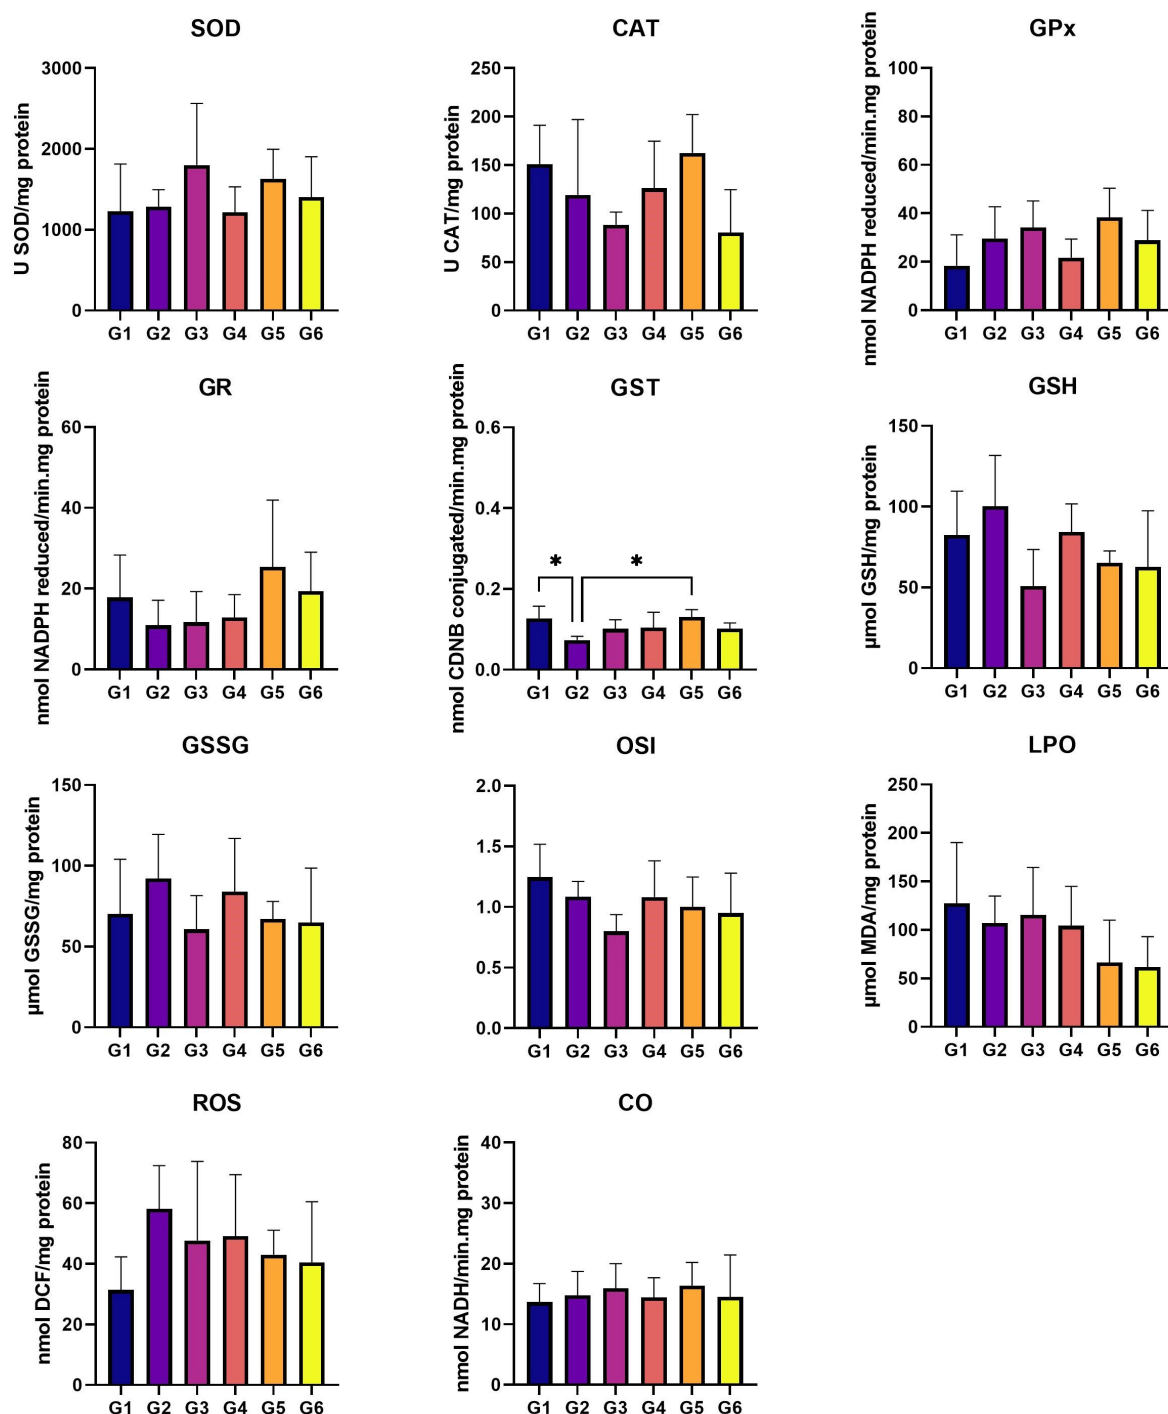 SOD
U SOD/mg protein
3000
2000
1000
0
G1 G2 G3 G4 G5 G6
CAT
U CAT/mg protein
250
200
150
100
50
0
G1 G2 G3 G4 G5 G6
GPx
nmol NADPH reduced/min.mg protein
100
80
60
40
20
0
G1 G2 G3 G4 G5 G6
GR
nmol NADPH reduced/min.mg protein
60
40
20
0
G1 G2 G3 G4 G5 G6
GST
nmol CDNB conjugated/min.mg protein
0.6
0.4
0.2
0.0
* *
G1 G2 G3 G4 G5 G6
GSH
µmol GSH/mg protein
150
100
50
0
G1 G2 G3 G4 G5 G6
GSSG
µmol GSSG/mg protein
150
100
50
0
G1 G2 G3 G4 G5 G6
OSI
2.0
1.5
1.0
0.5
0.0
G1 G2 G3 G4 G5 G6
LPO
µmol MDA/mg protein
250
200
150
100
50
0
G1 G2 G3 G4 G5 G6
ROS
nmol DCF/mg protein
80
60
40
20
0
G1 G2 G3 G4 G5 G6
CO
nmol NADH/min.mg protein
40
30
20
10
0
G1 G2 G3 G4 G5 G6